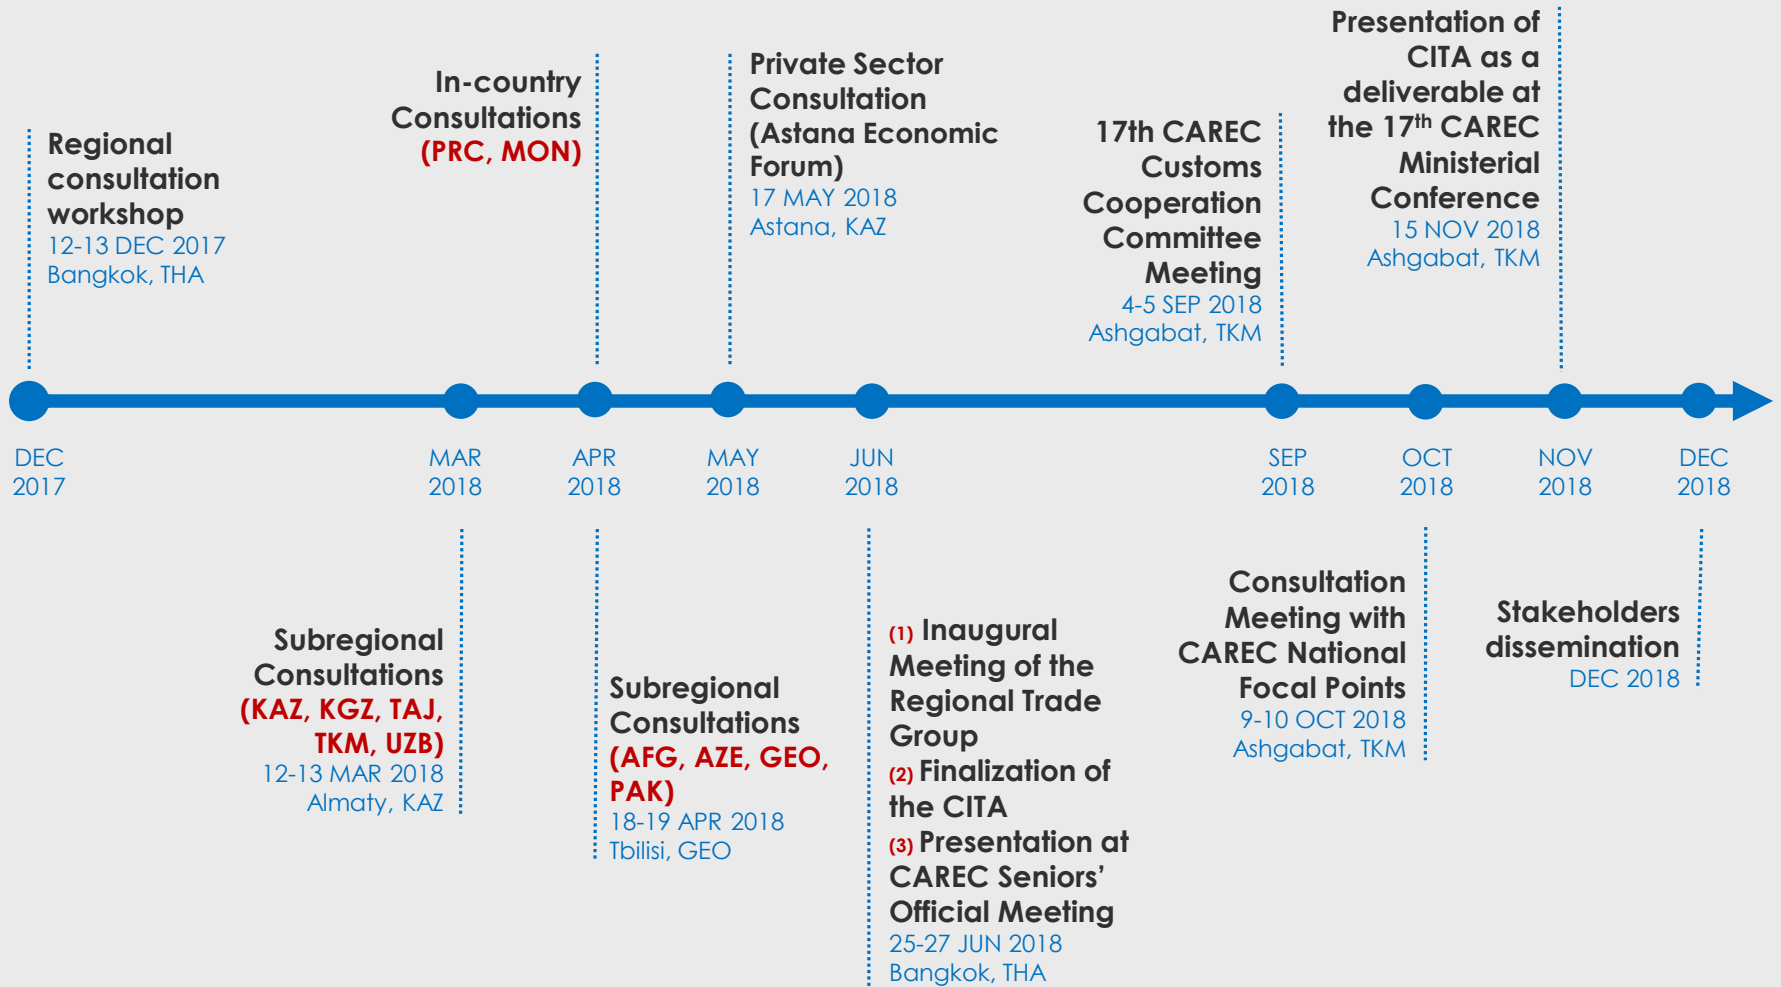 Regional
consultation
workshop
12-13 DEC 2017
Bangkok, THA
In-country
Consultations
(PRC, MON)
Private Sector
Consultation
(Astana Economic
Forum)
17 MAY 2018
Astana, KAZ
17th CAREC
Customs
Cooperation
Committee
Meeting
4-5 SEP 2018
Ashgabat, TKM
Presentation of
CITA as a
deliverable at
the 17th CAREC
Ministerial
Conference
15 NOV 2018
Ashgabat, TKM
DEC
2017
MAR
2018
APR
2018
MAY
2018
JUN
2018
SEP
2018
OCT
2018
NOV
2018
DEC
2018
Subregional
Consultations
(KAZ, KGZ, TAJ,
TKM, UZB)
12-13 MAR 2018
Almaty, KAZ
Subregional
Consultations
(AFG, AZE, GEO,
PAK)
18-19 APR 2018
Tbilisi, GEO
(1) Inaugural
Meeting of the
Regional Trade
Group
(2) Finalization of
the CITA
(3) Presentation at
CAREC Seniors’
Official Meeting
25-27 JUN 2018
Bangkok, THA
Consultation
Meeting with
CAREC National
Focal Points
9-10 OCT 2018
Ashgabat, TKM
Stakeholders
dissemination
DEC 2018